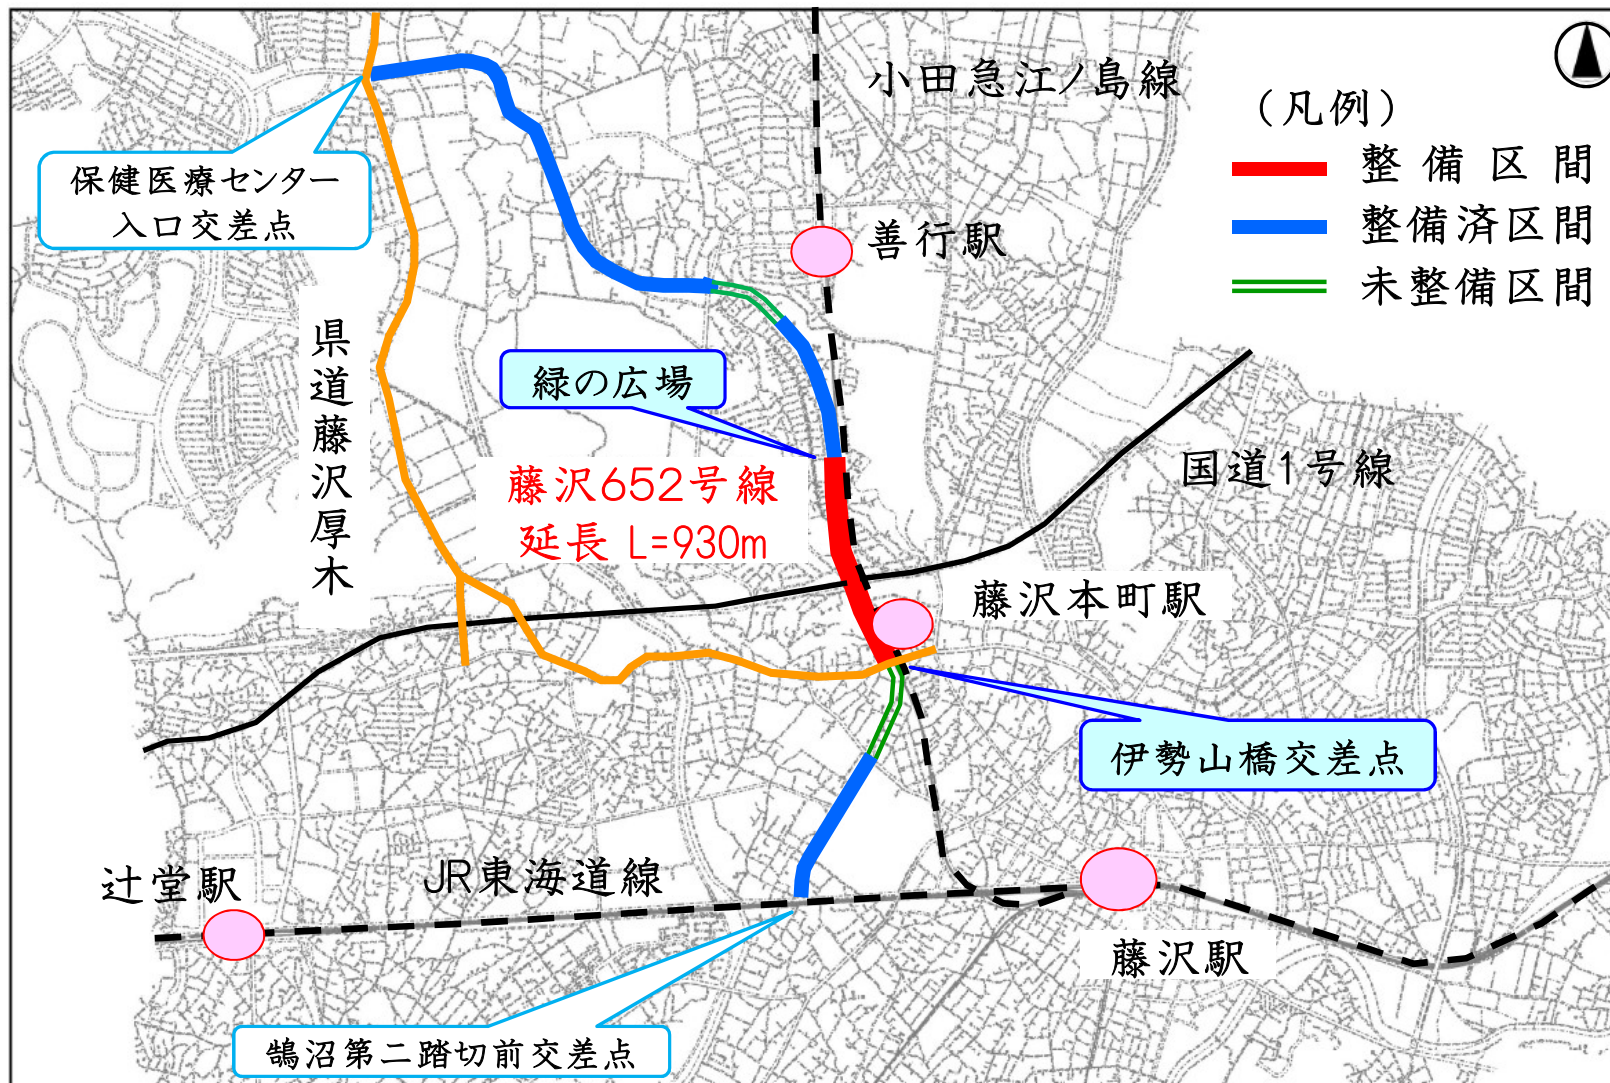 小田急江ノ島線
（凡例）
整備区間
整備済区間
未整備区間
保健医療センター
入口交差点
善行駅
県道藤沢厚木
緑の広場
藤沢652号線
延長 L=930m
国道1号線
藤沢本町駅
伊勢山橋交差点
辻堂駅
JR東海道線
藤沢駅
鵠沼第二踏切前交差点